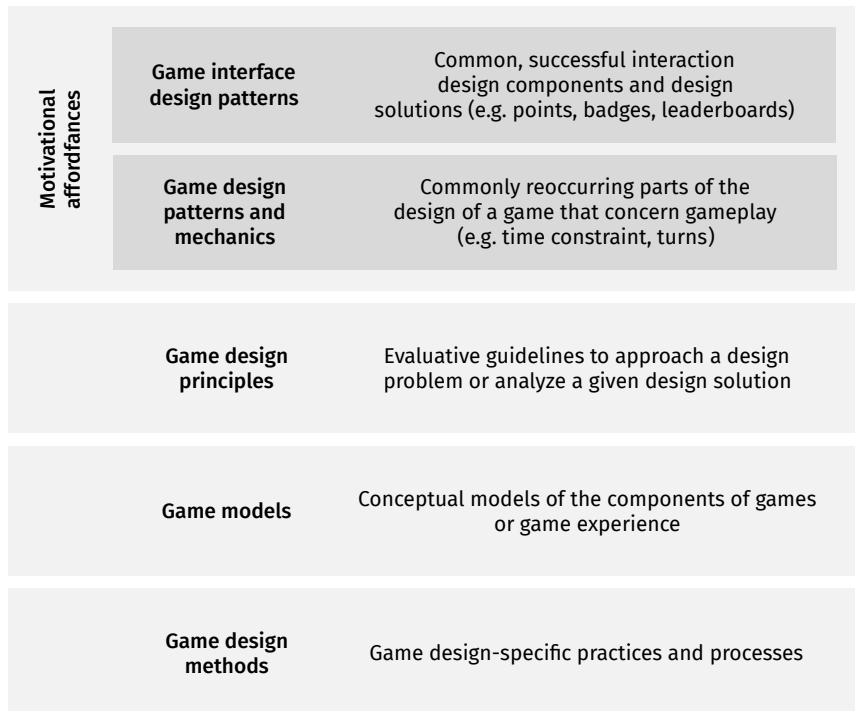 Motivational
affordfances
Game interface
design patterns
Common, successful interaction
design components and design
solutions (e.g. points, badges, leaderboards)
Game design
patterns and
mechanics
Commonly reoccurring parts of the
design of a game that concern gameplay
(e.g. time constraint, turns)
Game design
principles
Evaluative guidelines to approach a design
problem or analyze a given design solution
Game models
Conceptual models of the components of games
or game experience
Game design
methods
Game design-specific practices and processes